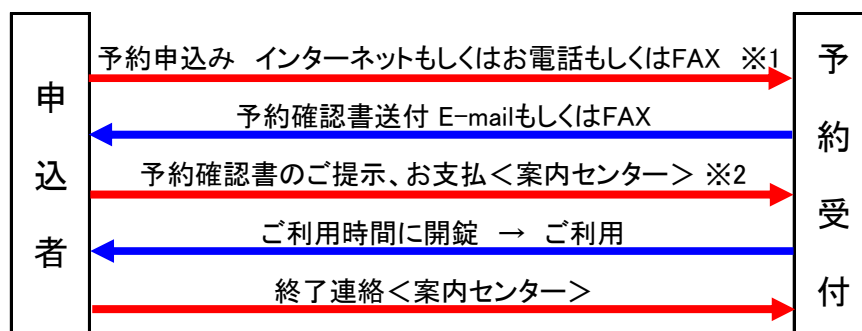 申込者
予約申込み インターネットもしくはお電話もしくはFAX ※1
予約確認書送付 E-mailもしくはFAX
予約確認書のご提示、お支払＜案内センター＞ ※2
ご利用時間に開錠 → ご利用
終了連絡＜案内センター＞
予約受付